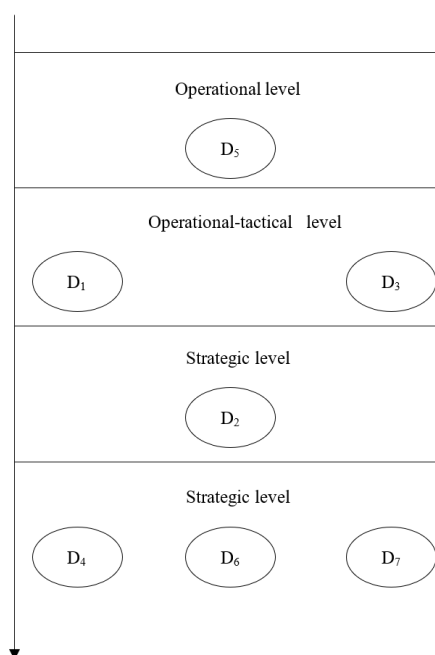 Operational level
D₅
Operational-tactical level
D₁ D₃
Strategic level
D₂
Strategic level
D₄ D₆ D₇